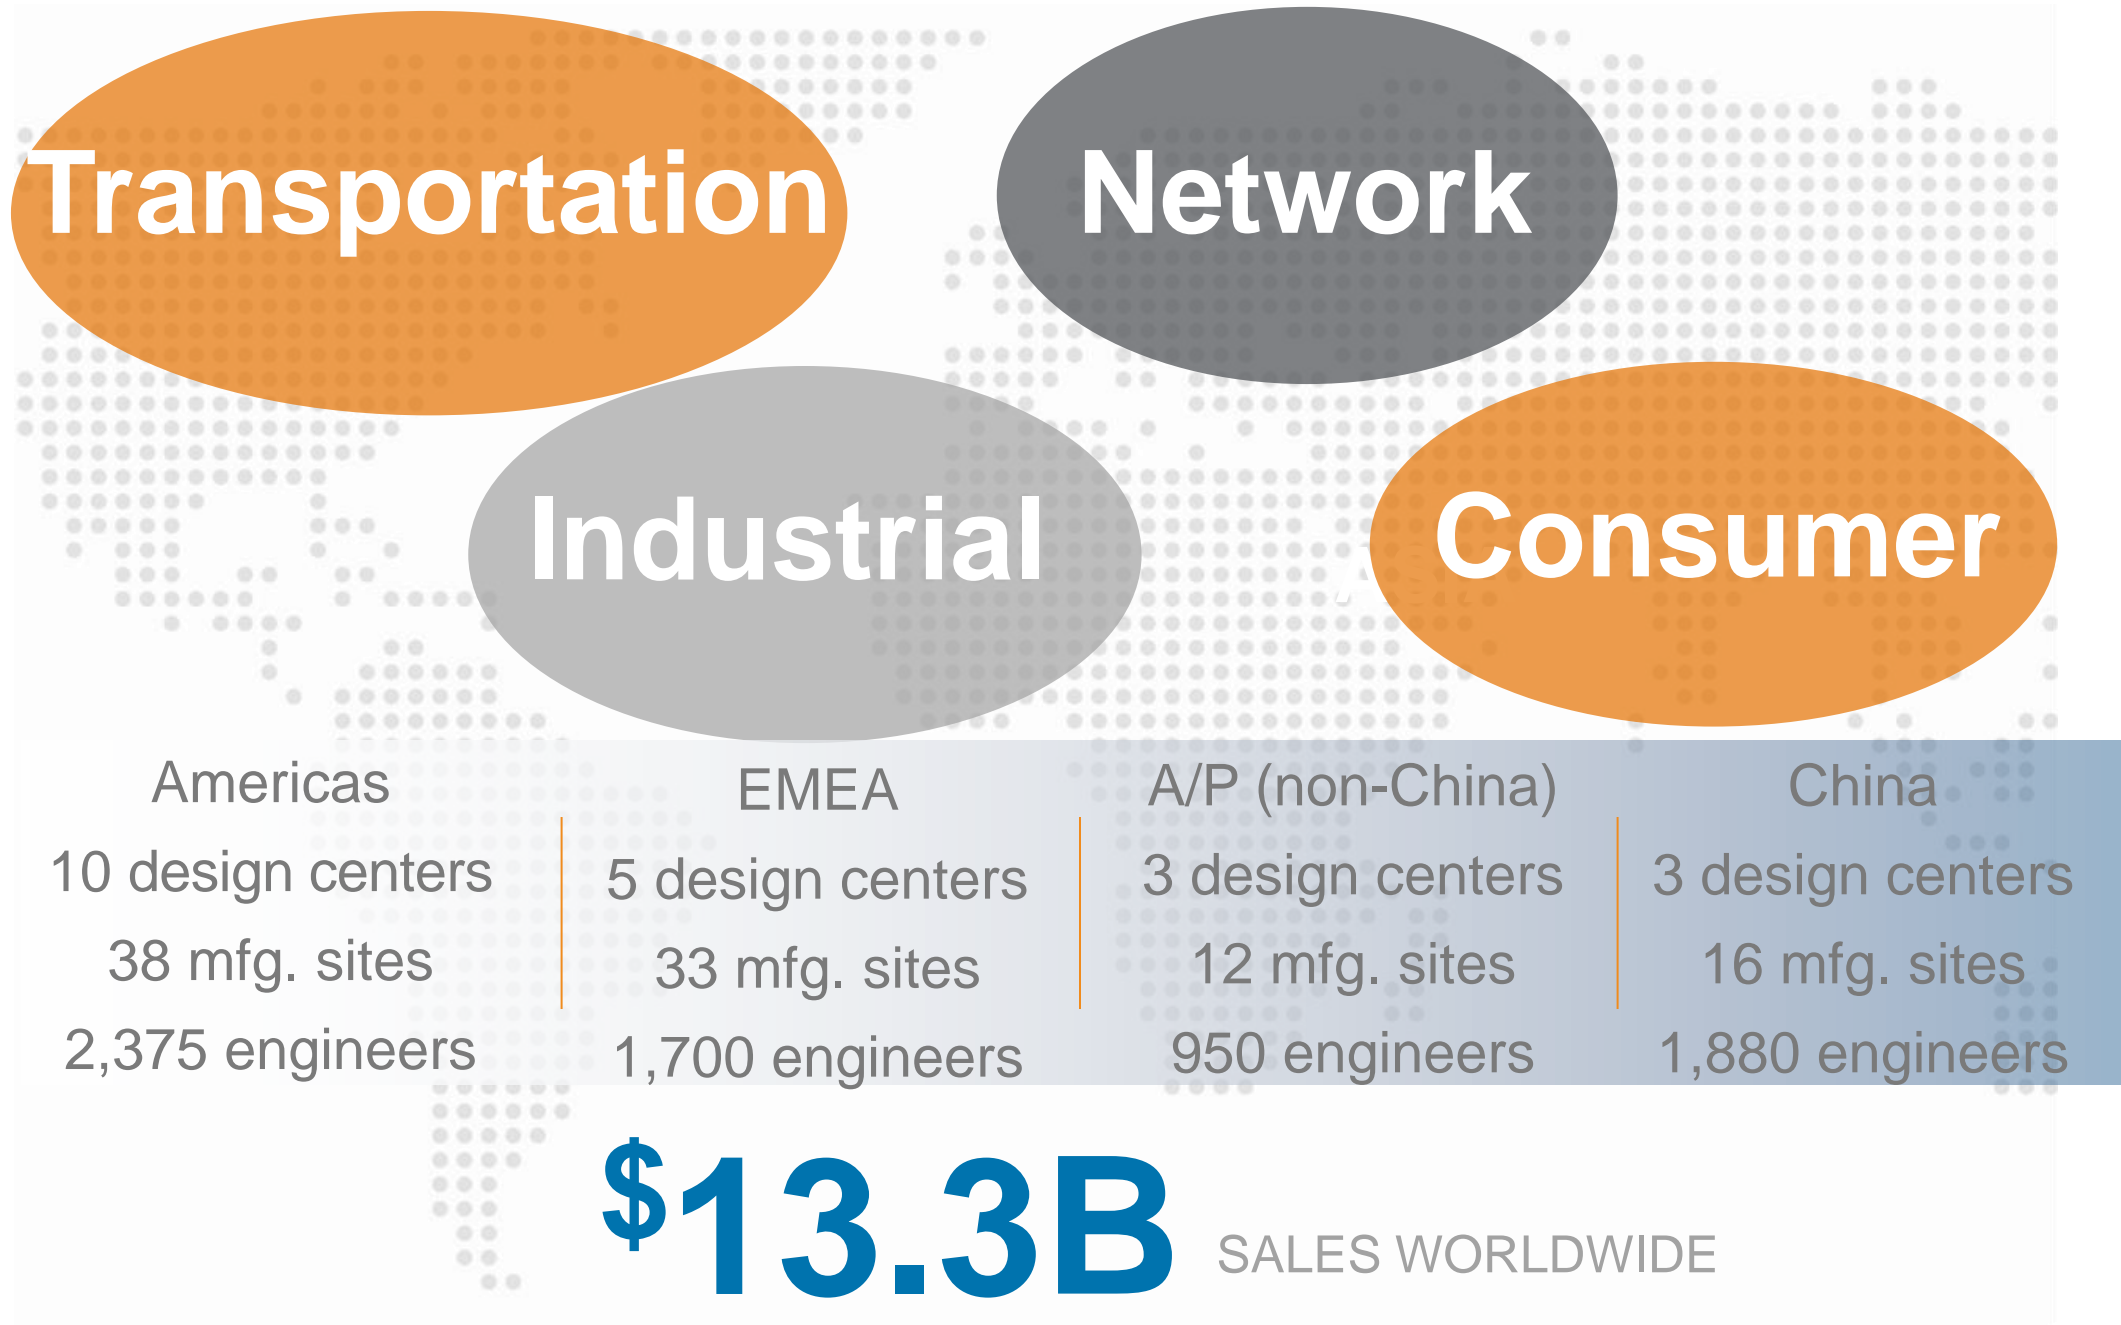 Transportation
Network
Industrial
Consumer
Americas
10 design centers
38 mfg. sites
2,375 engineers
EMEA
5 design centers
33 mfg. sites
1,700 engineers
A/P (non-China)
3 design centers
12 mfg. sites
950 engineers
China
3 design centers
16 mfg. sites
1,880 engineers
$13.3B SALES WORLDWIDE